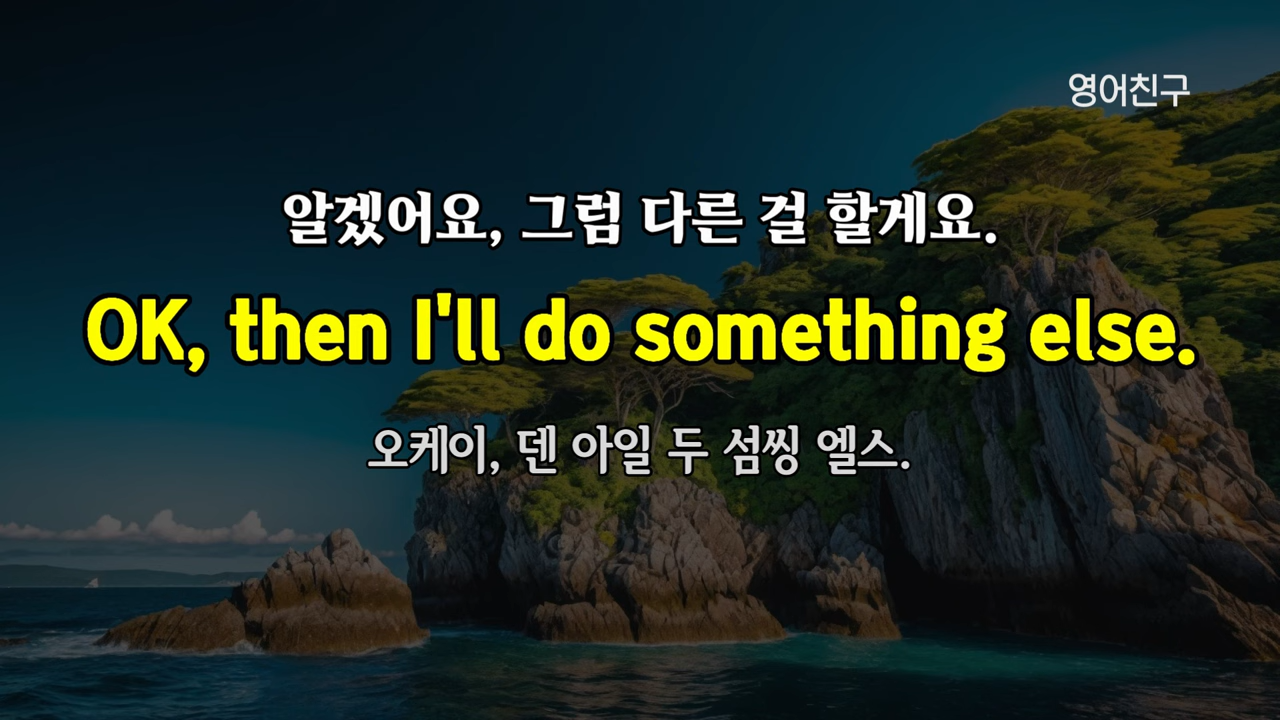 영어친구
알겠어요, 그럼 다른 걸 할게요.
OK, then I'll do something else.
오케이, 덴 아일 두 섬씽 엘스.